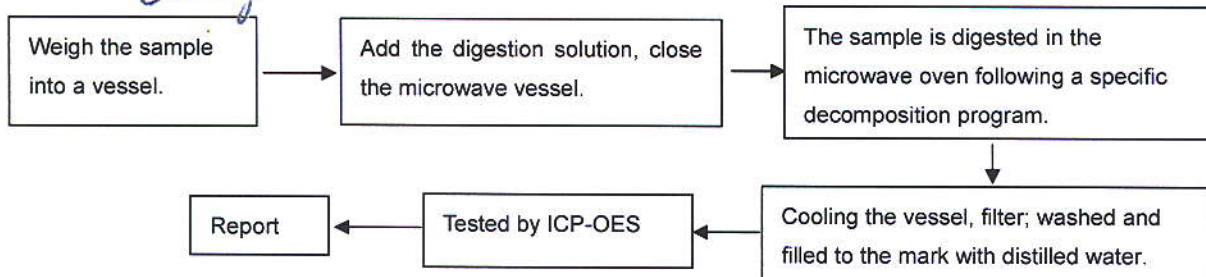 Weigh the sample
into a vessel.
Add the digestion solution, close
the microwave vessel.
The sample is digested in the
microwave oven following a specific
decomposition program.
Cooling the vessel, filter; washed and
filled to the mark with distilled water.
Tested by ICP-OES
Report